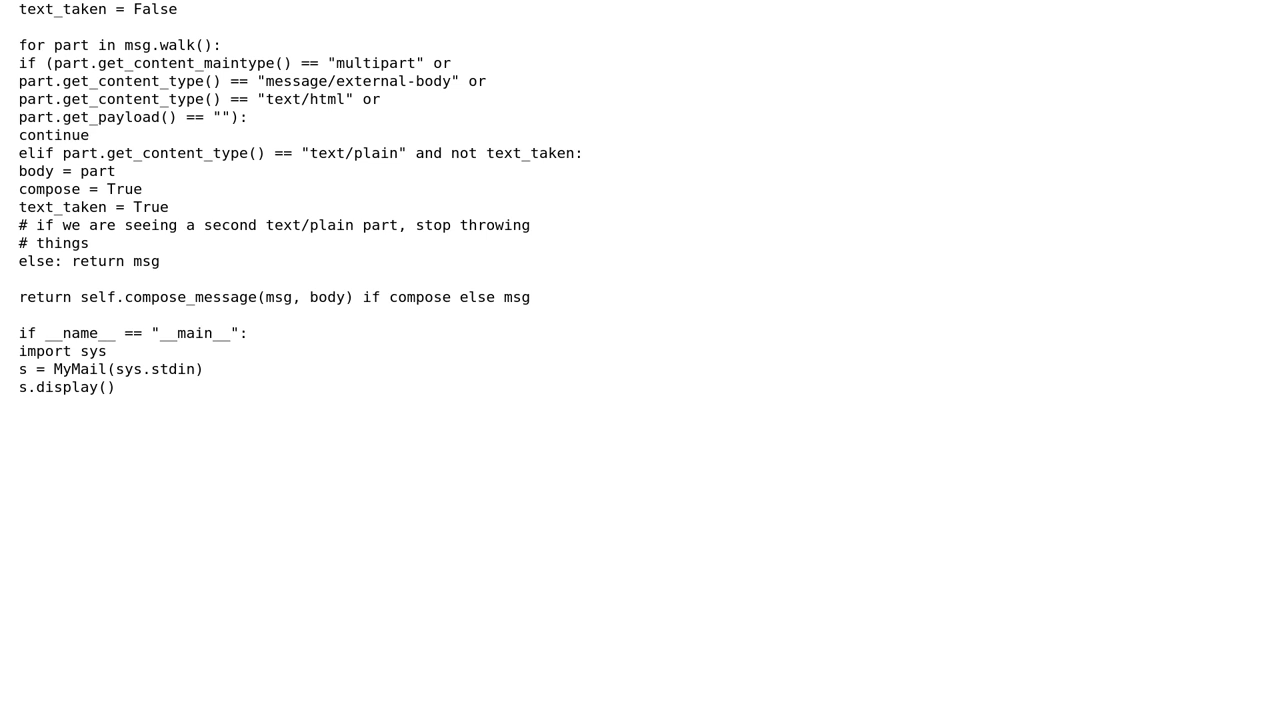 text_taken = False
for part in msg.walk():
if (part.get_content_maintype() == "multipart" or
part.get_content_type() == "message/external-body" or
part.get_content_type() == "text/html" or
part.get_payload() == ""):
continue
elif part.get_content_type() == "text/plain" and not text_taken:
body = part
compose = True
text_taken = True
# if we are seeing a second text/plain part, stop throwing
# things
else: return msg
return self.compose_message(msg, body) if compose else msg
if __name__ == "__main__":
import sys
s = MyMail(sys.stdin)
s.display()